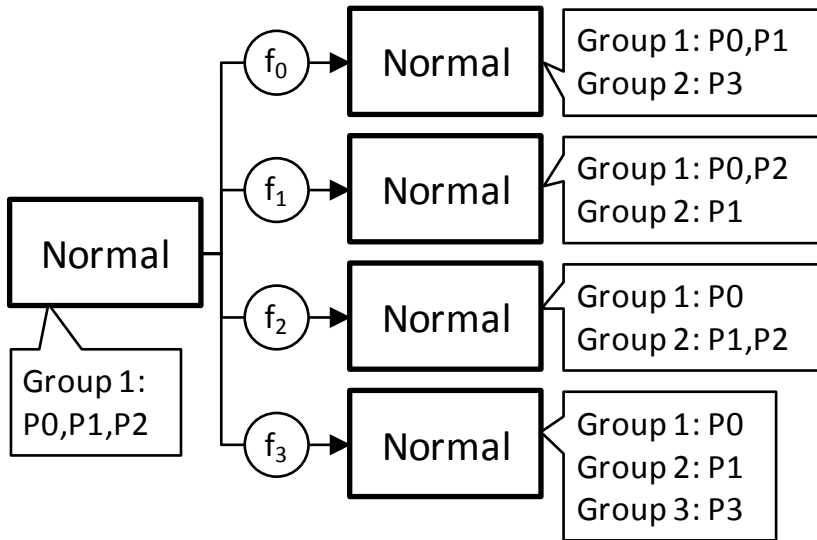 f0
Normal
Group 1: P0,P1
Group 2: P3
f1
Normal
Group 1: P0,P2
Group 2: P1
Normal
Group 1:
P0,P1,P2
f2
Normal
Group 1: P0
Group 2: P1,P2
f3
Normal
Group 1: P0
Group 2: P1
Group 3: P3